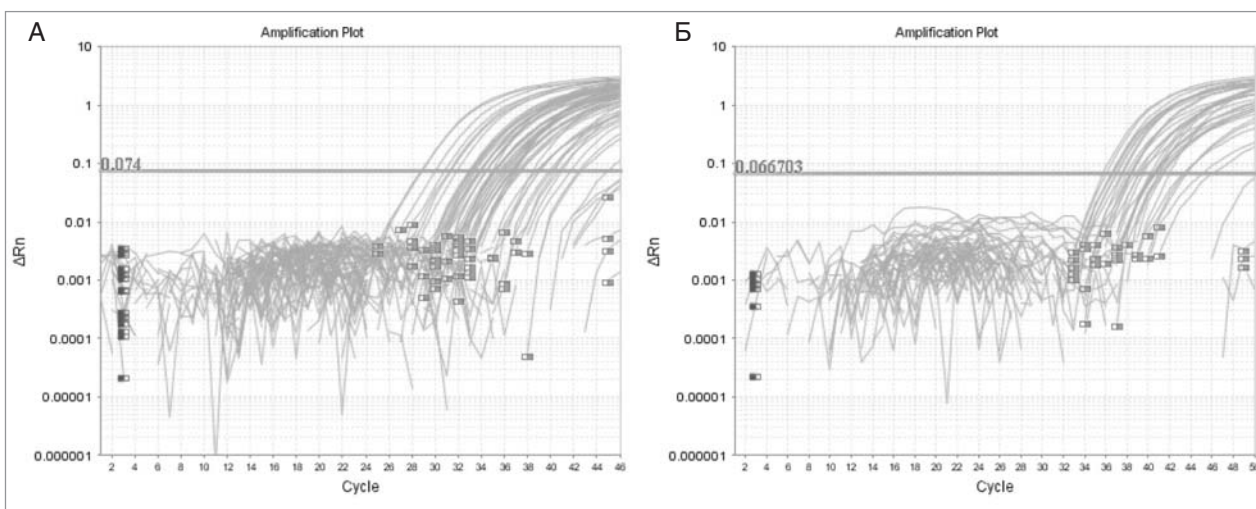 А
Amplification Plot
10
1
0.1
0.01
0.001
0.0001
0.00001
0.000001
ΔRn
0.074
2 4 6 8 10 12 14 16 18 20 22 24 26 28 30 32 34 36 38 40 42 44 46
Cycle
Б
Amplification Plot
10
1
0.1
0.01
0.001
0.0001
0.00001
0.000001
ΔRn
0.066703
2 4 6 8 10 12 14 16 18 20 22 24 26 28 30 32 34 36 38 40 42 44 46 48 50
Cycle